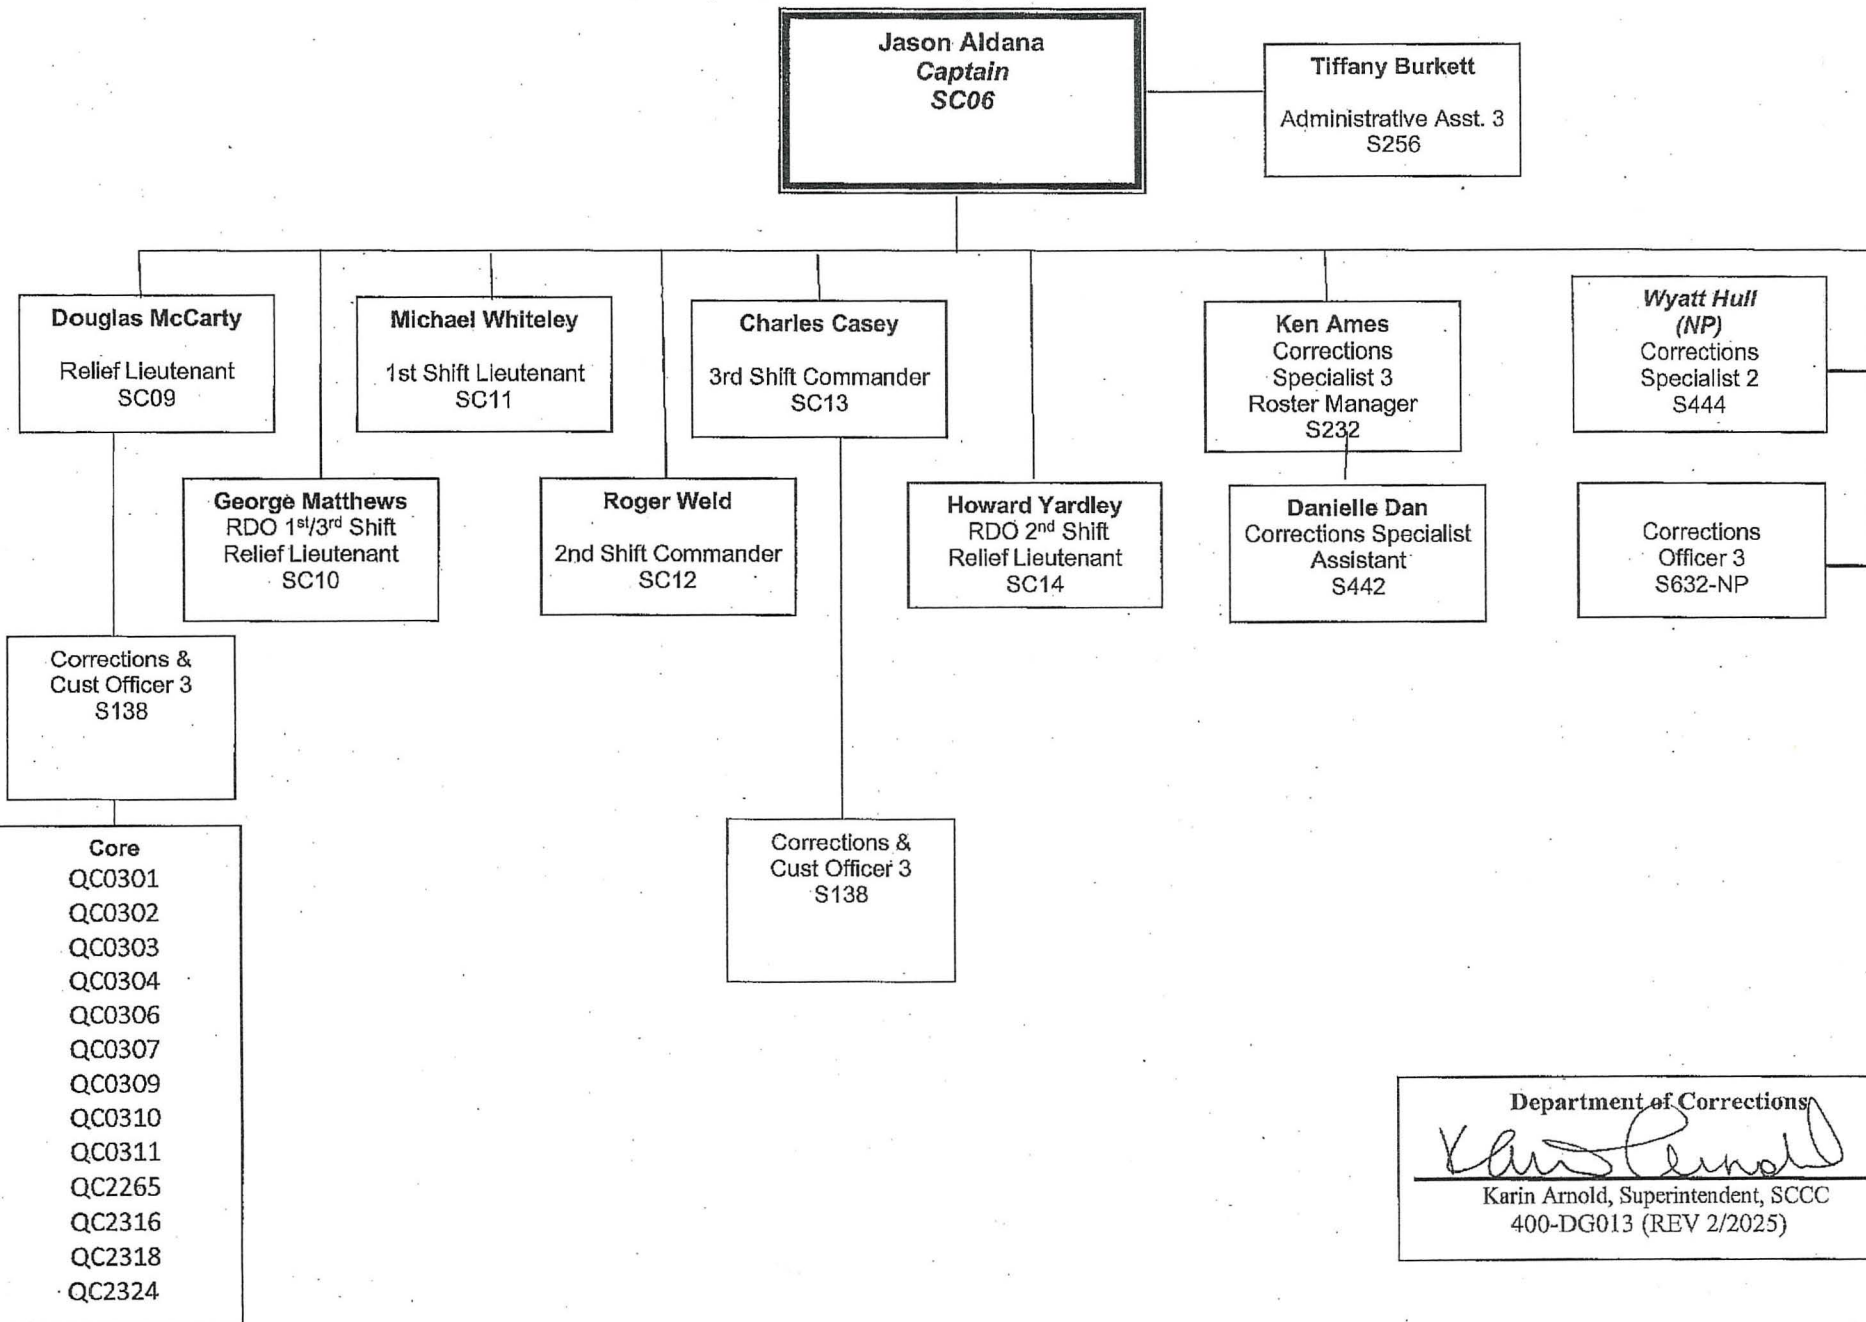 Jason Aldana
Captain
SC06
Tiffany Burkett
Administrative Asst. 3
S256
Douglas McCarty
Relief Lieutenant
SC09
Michael Whiteley
1st Shift Lieutenant
SC11
Charles Casey
3rd Shift Commander
SC13
Ken Ames
Corrections
Specialist 3
Roster Manager
S232
Wyatt Hull
(NP)
Corrections
Specialist 2
S444
George Matthews
RDO 1st/3rd Shift
Relief Lieutenant
SC10
Roger Weld
2nd Shift Commander
SC12
Howard Yardley
RDO 2nd Shift
Relief Lieutenant
SC14
Danielle Dan
Corrections Specialist
Assistant
S442
Corrections
Officer 3
S632-NP
Corrections &
Cust Officer 3
S138
Corrections &
Cust Officer 3
S138
Core
QC0301
QC0302
QC0303
QC0304
QC0306
QC0307
QC0309
QC0310
QC0311
QC2265
QC2316
QC2318
QC2324
Department of Corrections
Karin Arnold, Superintendent, SCCC
400-DG013 (REV 2/2025)